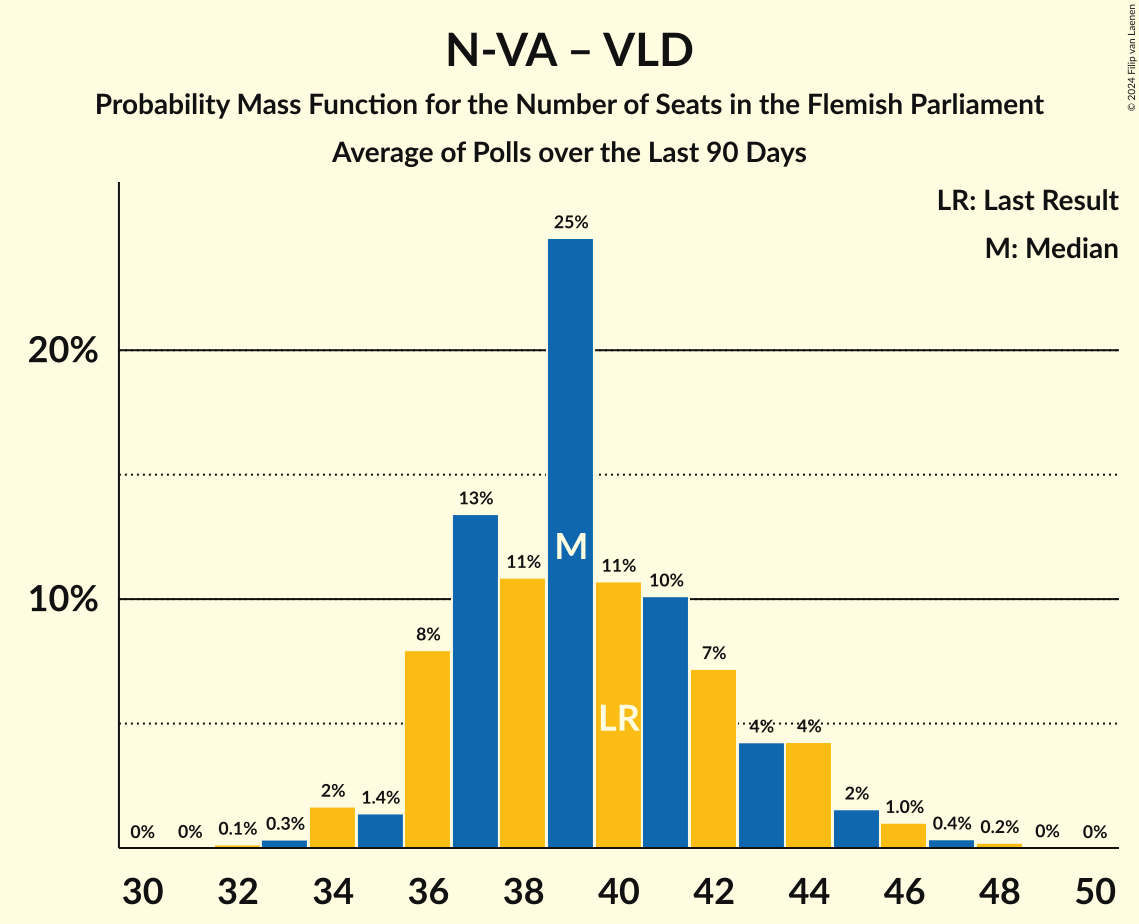 N-VA – VLD
Probability Mass Function for the Number of Seats in the Flemish Parliament
Average of Polls over the Last 90 Days
© 2024 Filip van Laenen
LR: Last Result
M: Median
20%
10%
0%
0%
0.1%
0.3%
2%
1.4%
8%
13%
11%
25%
11%
10%
7%
4%
4%
2%
1.0%
0.4%
0.2%
0%
0%
M
LR
30 32 34 36 38 40 42 44 46 48 50